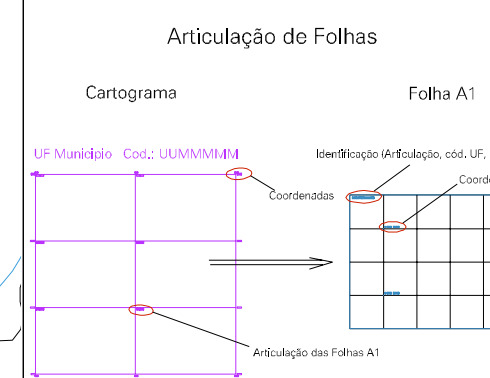 Articulação de Folhas
Cartograma
Folha A1
UF Municipio Cod.: UUMMMMM
Identificação (Articulação, cód. UF,
Coordenadas
Articulação das Folhas A1